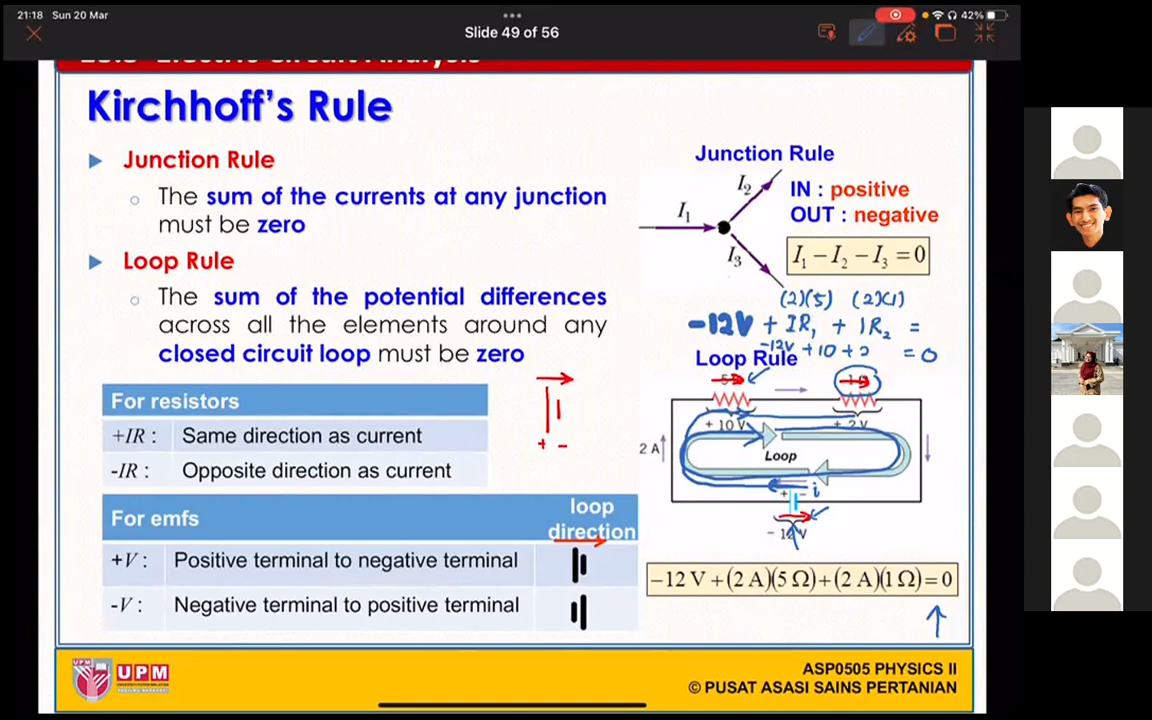 21:18 Sun 20 Mar
42%
Slide 49 of 56
Electric Circuit Analysis
Kirchhoff's Rule
Junction Rule
The sum of the currents at any junction
must be zero
Loop Rule
The sum of the potential differences
across all the elements around any
closed circuit loop must be zero
For resistors
+IR : Same direction as current
-IR : Opposite direction as current
For emfs
loop
direction
+V : Positive terminal to negative terminal
-V : Negative terminal to positive terminal
+ -
Junction Rule
I₂
I₁
I₃
IN : positive
OUT : negative
I₁ − I₂ − I₃ = 0
(2)(5) (2)(1)
-12V + IR₁ + IR₂ =
-12V + 10 + 2 = 0
Loop Rule
+ 10 V
+ 2 V
2 A
Loop
+ - i
−12 V + (2 A)(5 Ω) + (2 A)(1 Ω) = 0
UPM
UPM
ASP0505 PHYSICS II
© PUSAT ASASI SAINS PERTANIAN